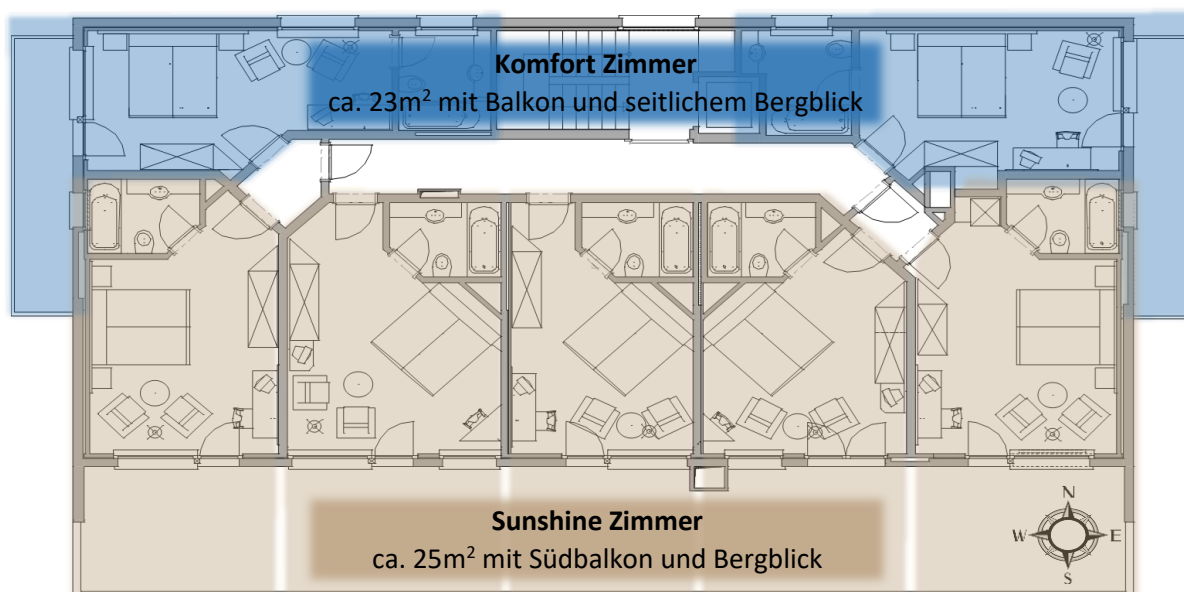 Komfort Zimmer
ca. 23m² mit Balkon und seitlichem Bergblick
Sunshine Zimmer
ca. 25m² mit Südbalkon und Bergblick
N
W E
S